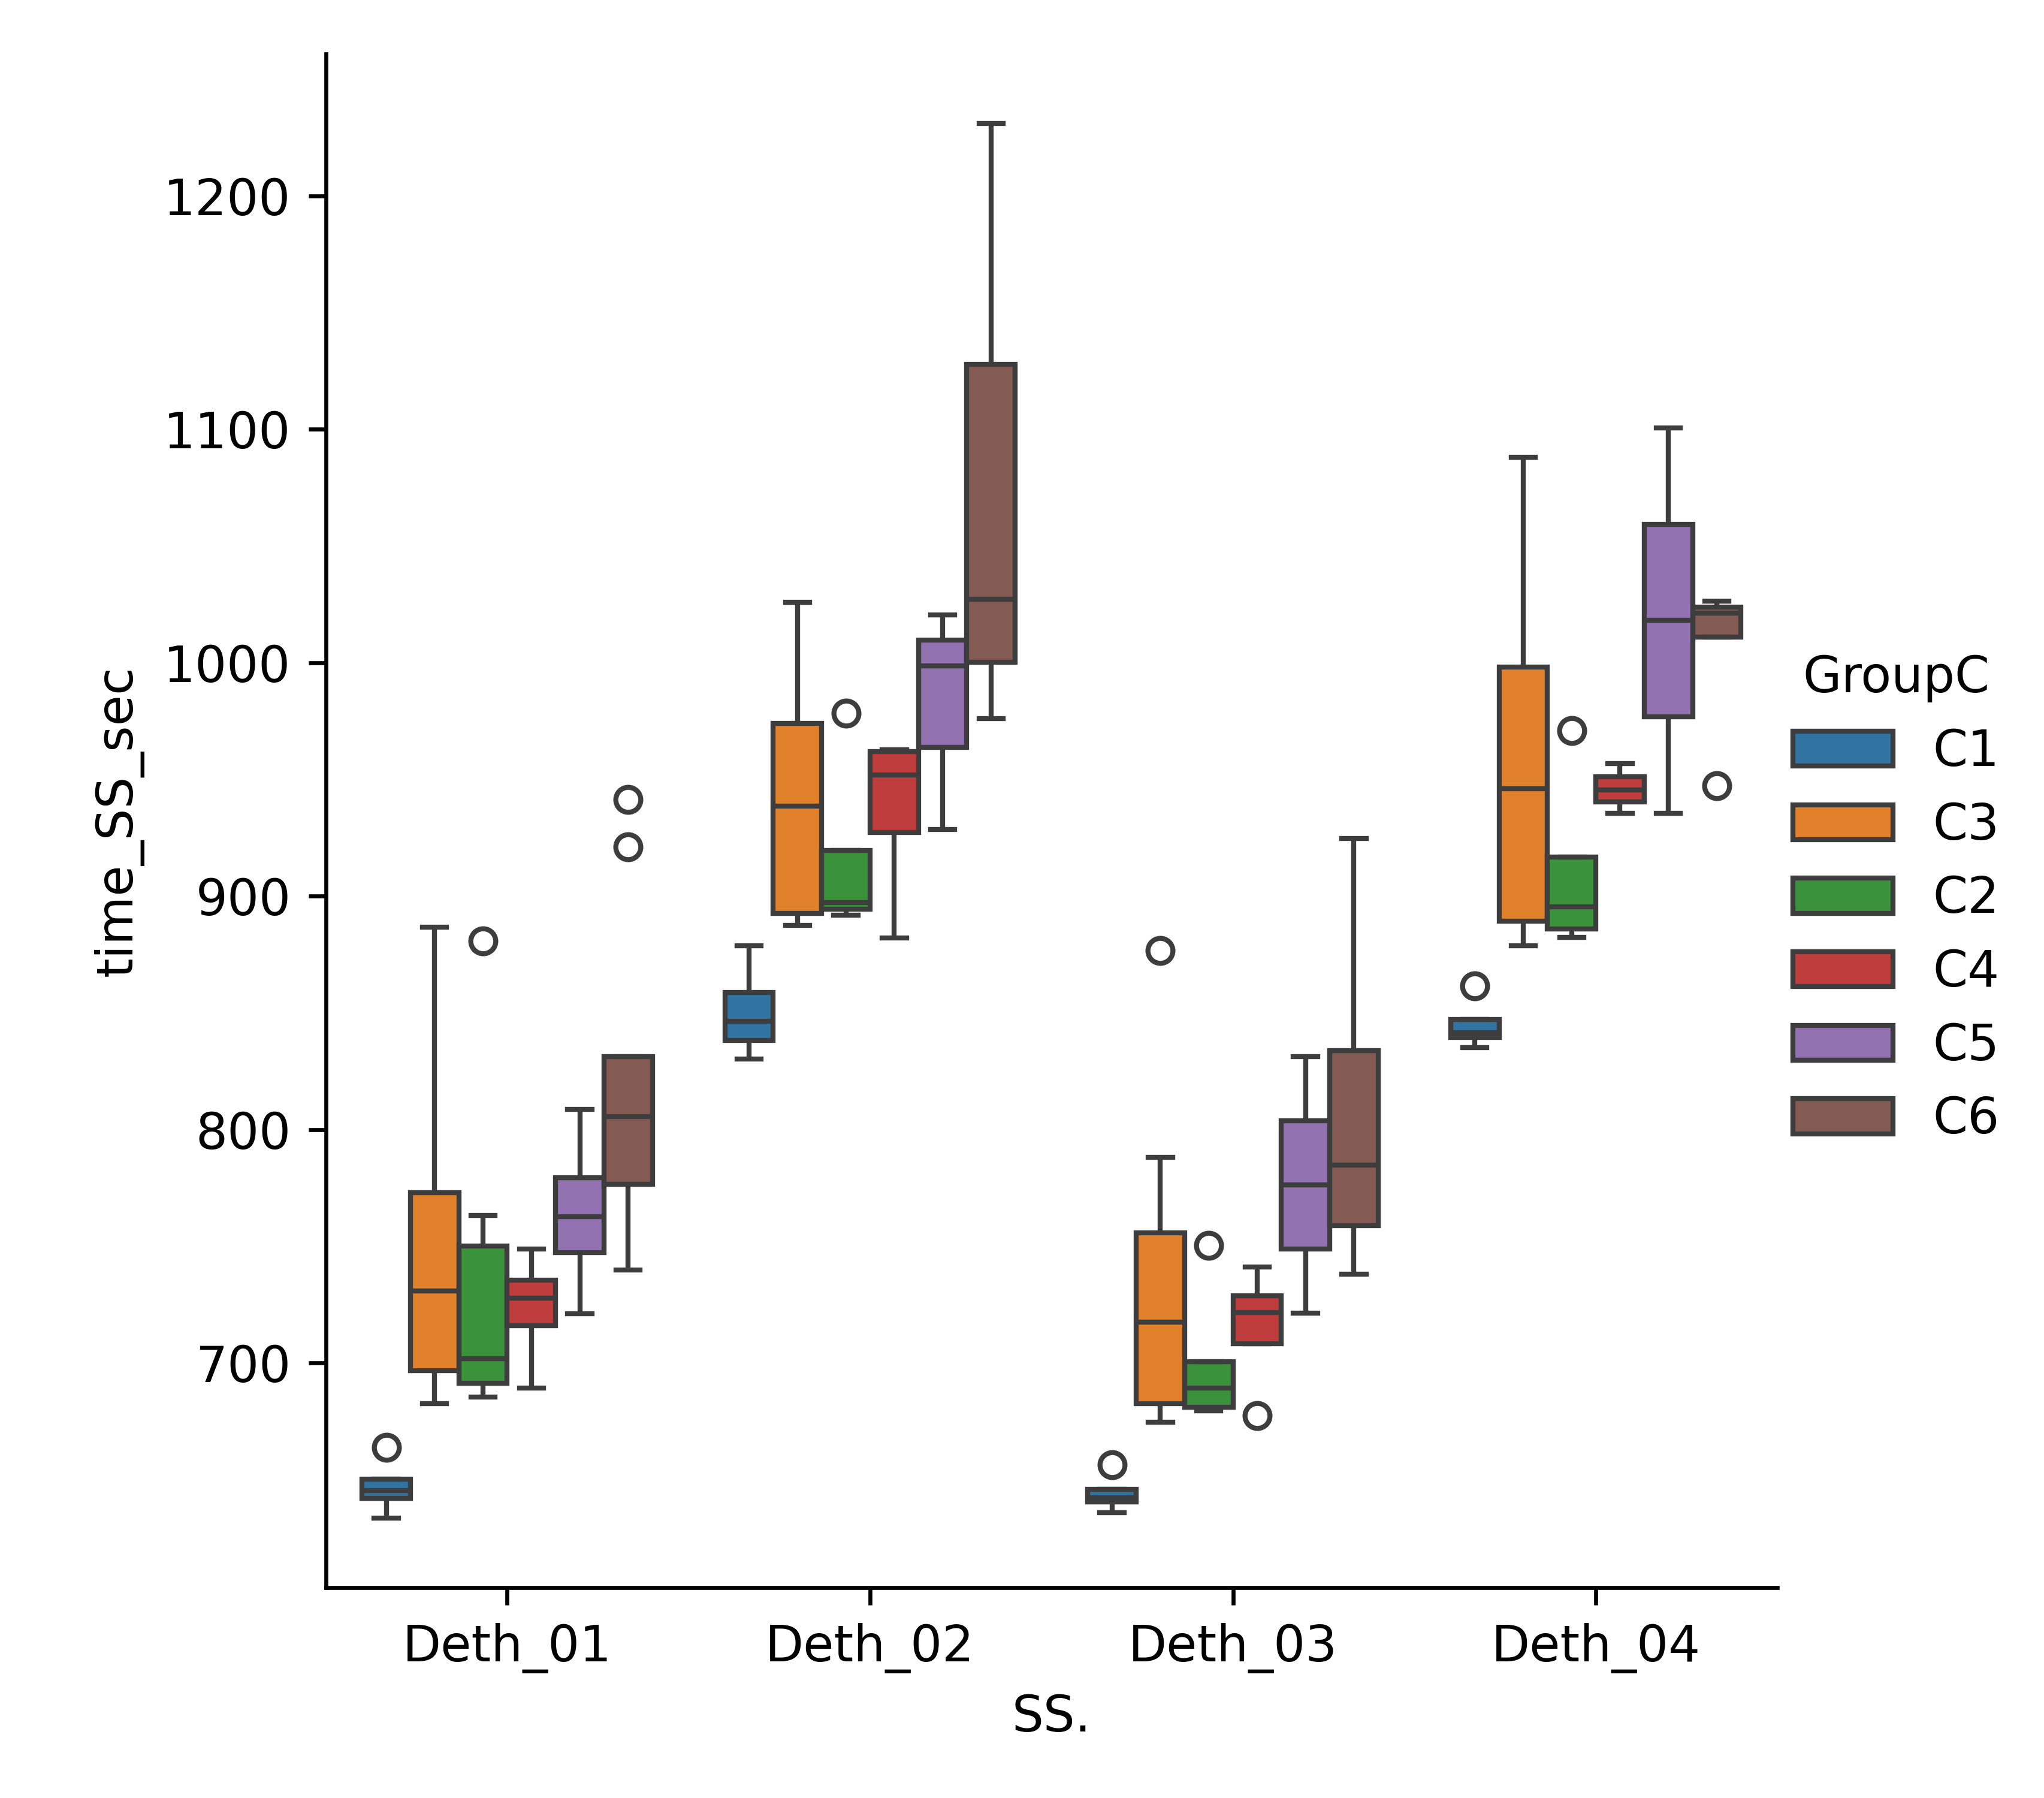 1200
1100
1000
900
800
700
time_SS_sec
Deth_01 Deth_02 Deth_03 Deth_04
SS.
GroupC
C1
C3
C2
C4
C5
C6